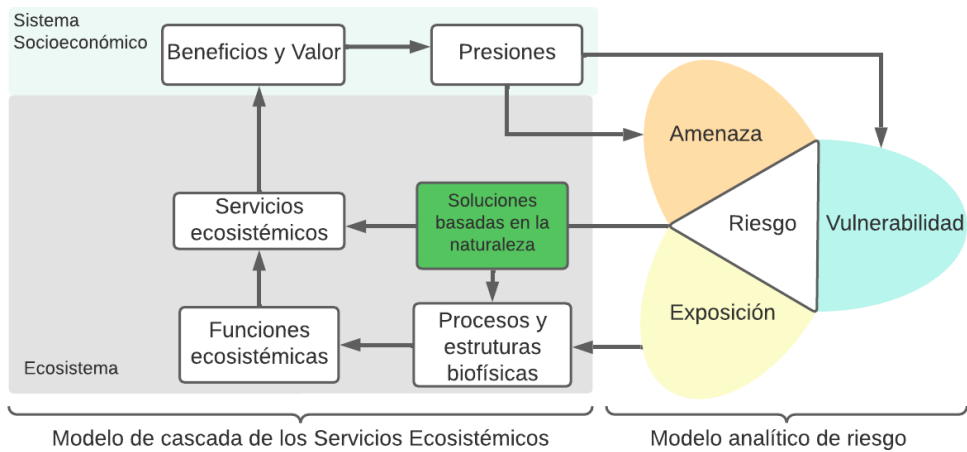 Sistema
Socioeconómico
Beneficios y Valor
Presiones
Amenaza
Servicios
ecosistémicos
Soluciones
basadas en la
naturaleza
Riesgo
Vulnerabilidad
Funciones
ecosistémicas
Procesos y
estruturas
biofísicas
Exposición
Ecosistema
Modelo de cascada de los Servicios Ecosistémicos
Modelo analítico de riesgo